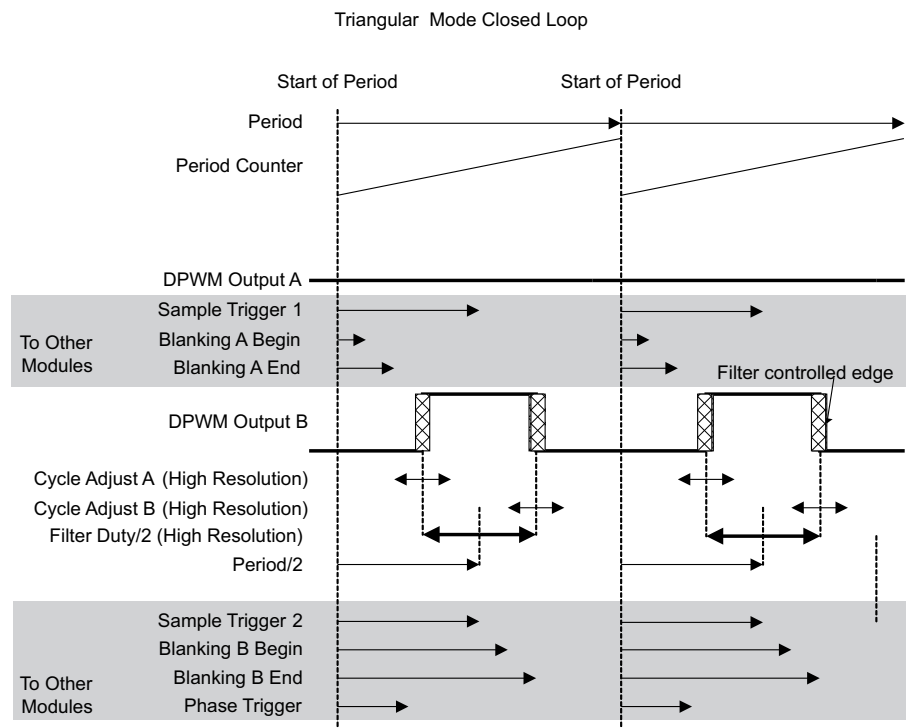 Triangular Mode Closed Loop
Start of Period
Start of Period
Period
Period Counter
DPWM Output A
Sample Trigger 1
To Other
Modules
Blanking A Begin
Blanking A End
Filter controlled edge
DPWM Output B
Cycle Adjust A (High Resolution)
Cycle Adjust B (High Resolution)
Filter Duty/2 (High Resolution)
Period/2
Sample Trigger 2
Blanking B Begin
Blanking B End
To Other
Modules
Phase Trigger